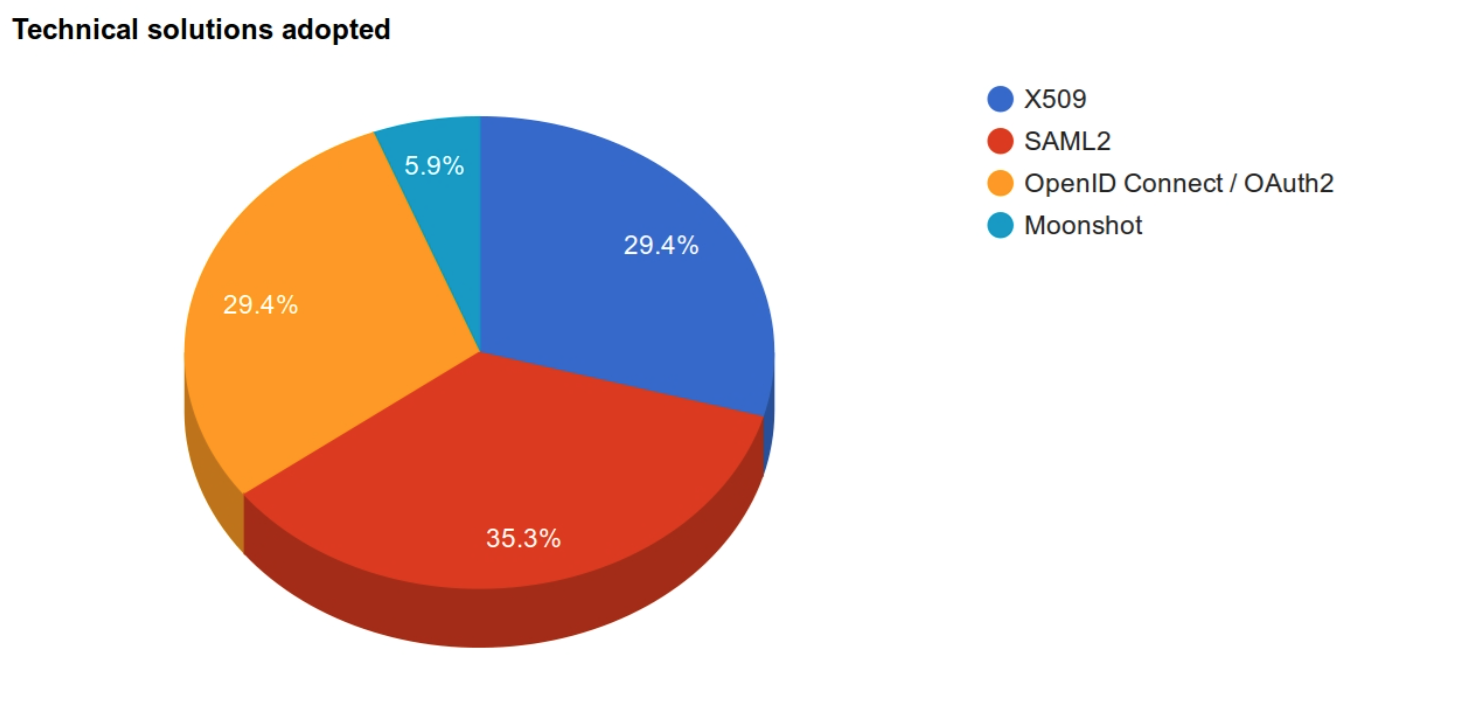 Technical solutions adopted
X509
SAML2
OpenID Connect / OAuth2
Moonshot
5.9%
29.4%
29.4%
35.3%